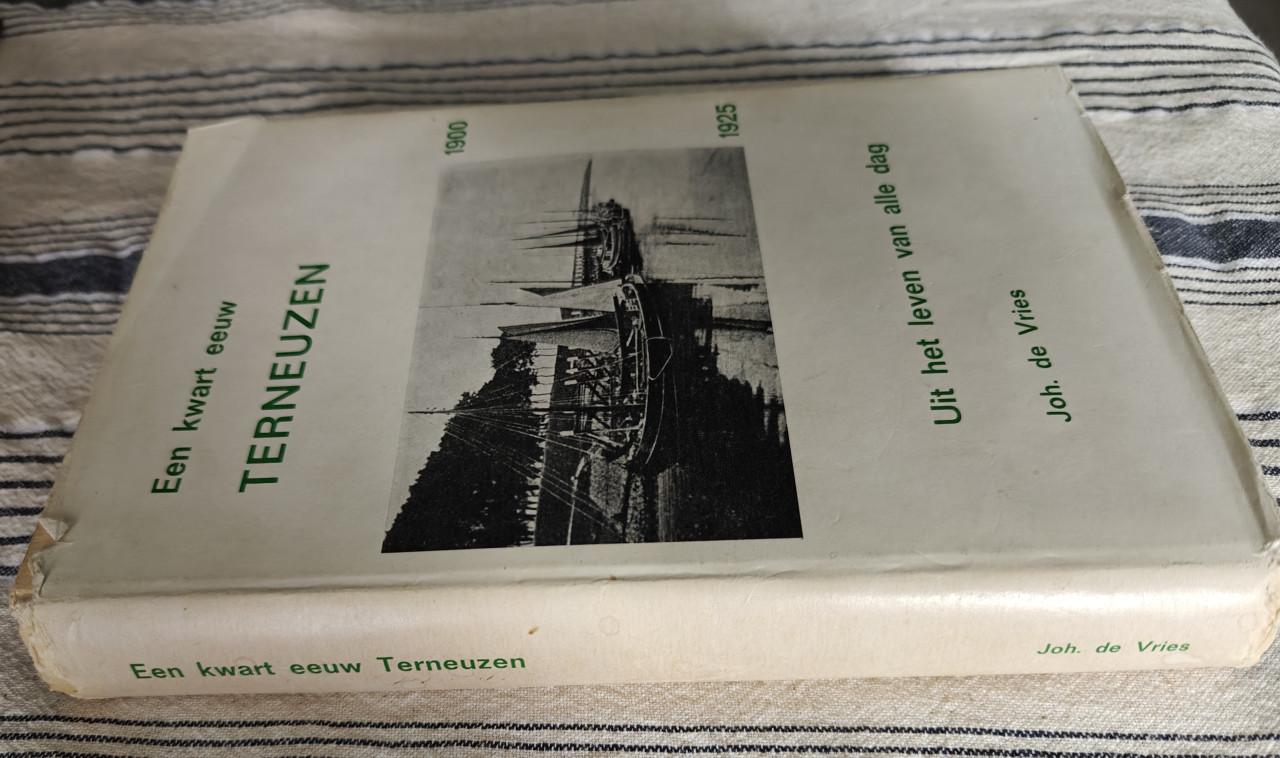 Een kwart eeuw
TERNEUZEN
1900
1925
Uit het leven van alle dag
Joh. de Vries
Een kwart eeuw Terneuzen
Joh. de Vries